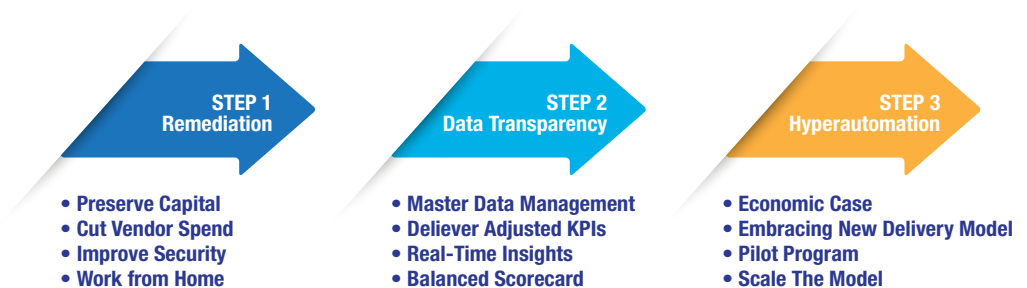 STEP 1
Remediation
• Preserve Capital
• Cut Vendor Spend
• Improve Security
• Work from Home
STEP 2
Data Transparency
• Master Data Management
• Deliever Adjusted KPIs
• Real-Time Insights
• Balanced Scorecard
STEP 3
Hyperautomation
• Economic Case
• Embracing New Delivery Model
• Pilot Program
• Scale The Model